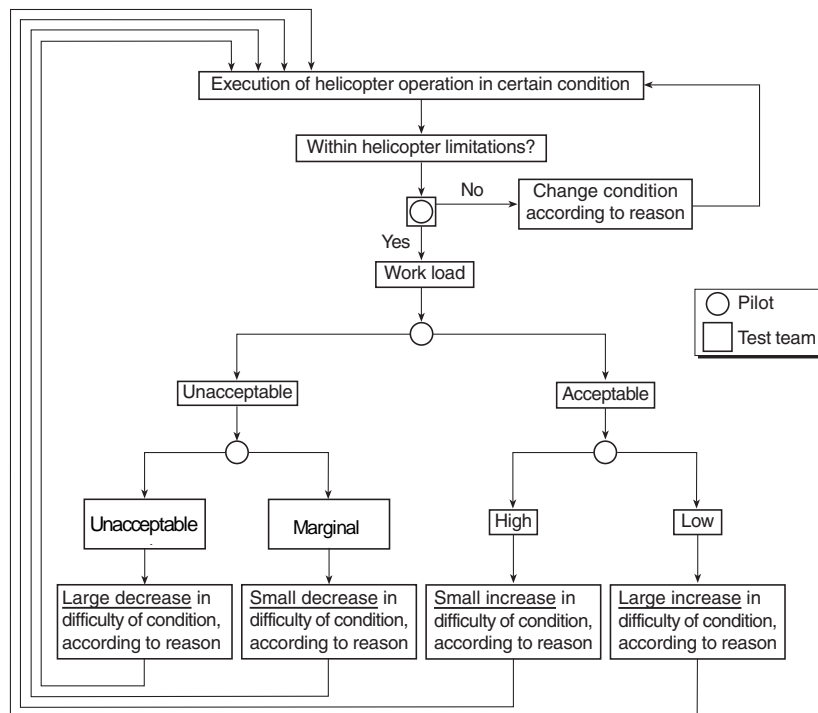 Execution of helicopter operation in certain condition
Within helicopter limitations?
No
Change condition
according to reason
Yes
Work load
Pilot
Test team
Unacceptable
Acceptable
Unacceptable
Marginal
High
Low
Large decrease in
difficulty of condition,
according to reason
Small decrease in
difficulty of condition,
according to reason
Small increase in
difficulty of condition,
according to reason
Large increase in
difficulty of condition,
according to reason